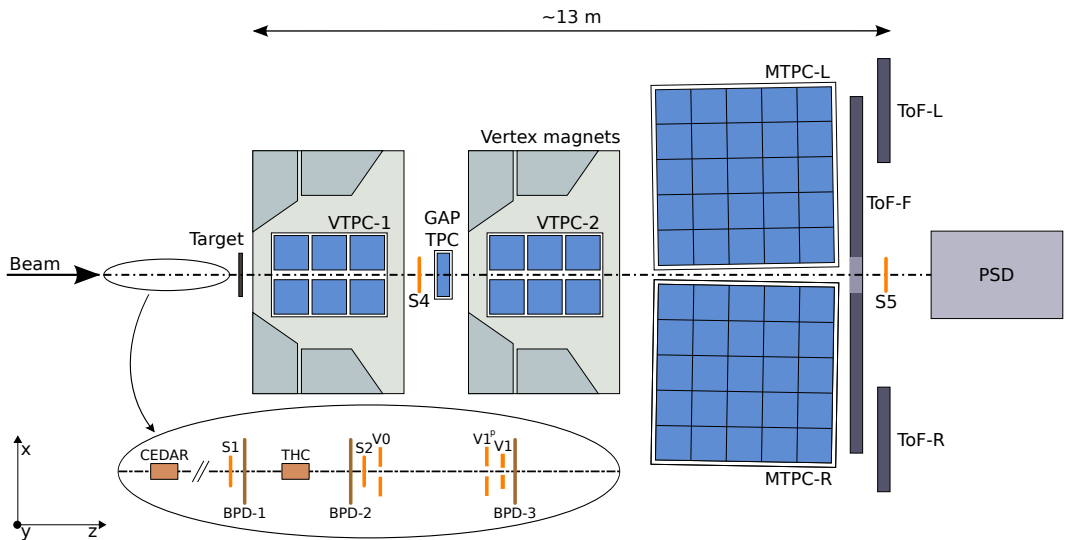 ~13 m
MTPC-L
ToF-L
Vertex magnets
ToF-F
VTPC-1
GAP
TPC
VTPC-2
Target
Beam
S4
S5
PSD
x
y
z
CEDAR
S1
THC
S2
V0
V1ᵖ
V1
BPD-1
BPD-2
BPD-3
MTPC-R
ToF-R